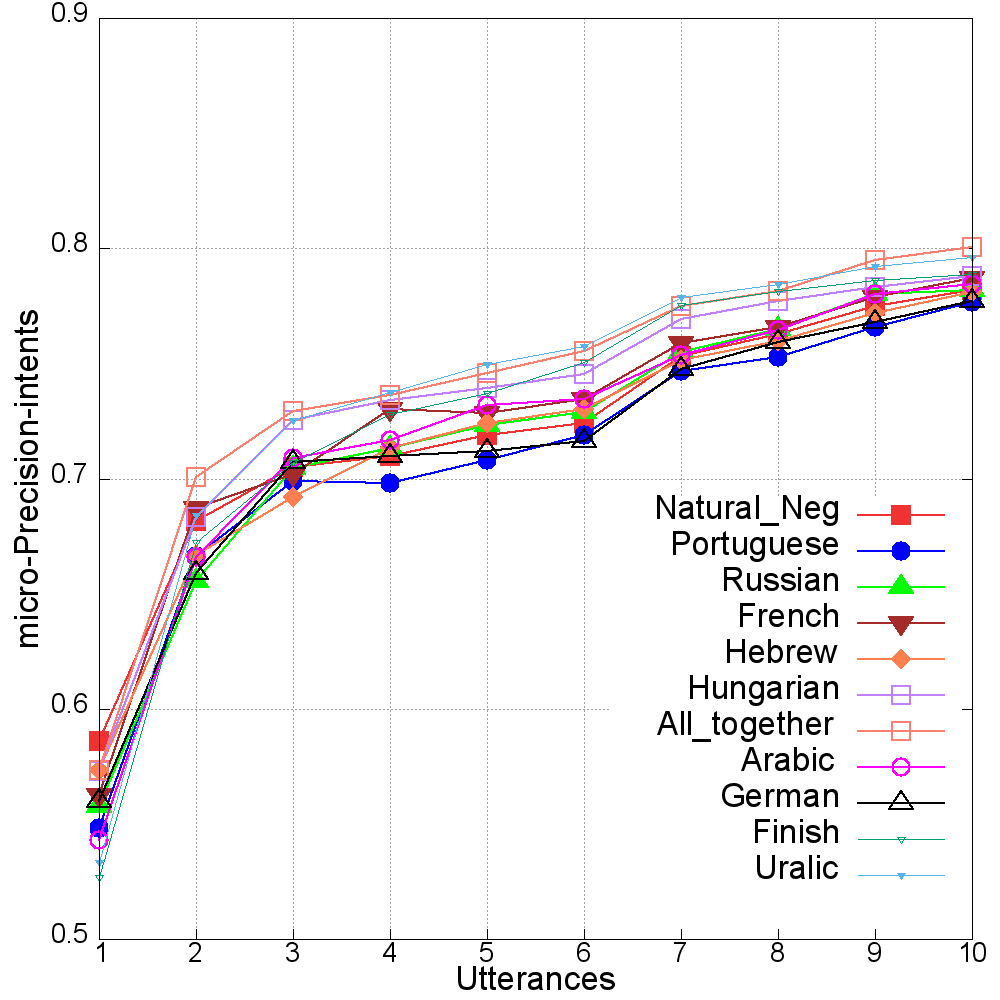 0.9
0.8
0.7
0.6
0.5
micro-Precision-intents
Natural_Neg
Portuguese
Russian
French
Hebrew
Hungarian
All_together
Arabic
German
Finish
Uralic
1 2 3 4 5 6 7 8 9 10
Utterances